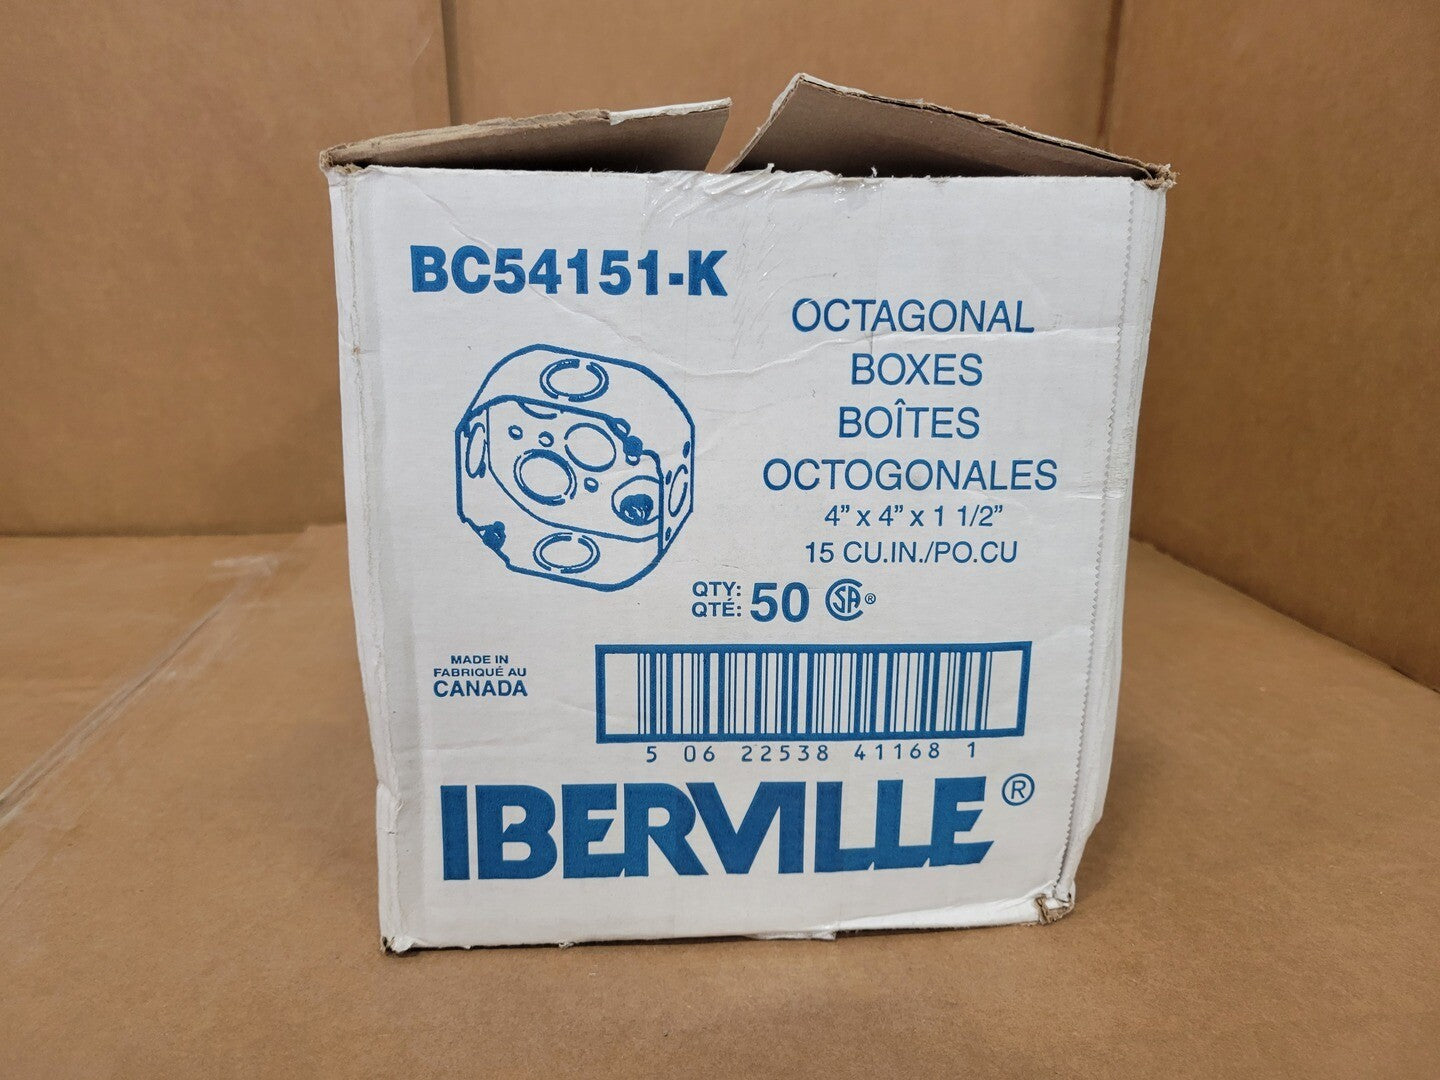 BC54151-K
OCTAGONAL
BOXES
BOÎTES
OCTOGONALES
4” x 4” x 1 1/2”
15 CU.IN./PO.CU
QTY:
QTÉ: 50 CSA®
MADE IN
FABRIQUÉ AU
CANADA
5 06 22538 41168 1
IBERVILLE®